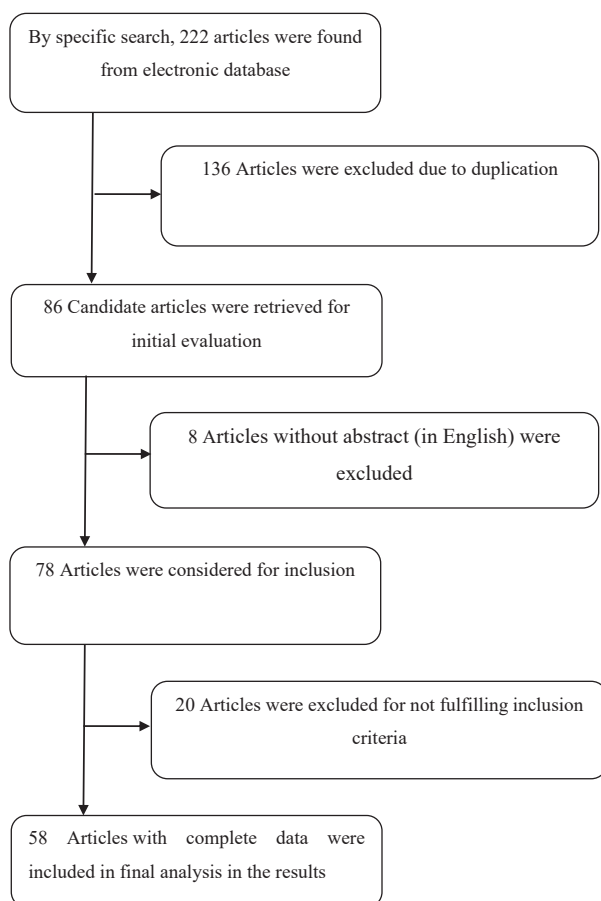 By specific search, 222 articles were found
from electronic database
136 Articles were excluded due to duplication
86 Candidate articles were retrieved for
initial evaluation
8 Articles without abstract (in English) were
excluded
78 Articles were considered for inclusion
20 Articles were excluded for not fulfilling inclusion
criteria
58 Articles with complete data were
included in final analysis in the results